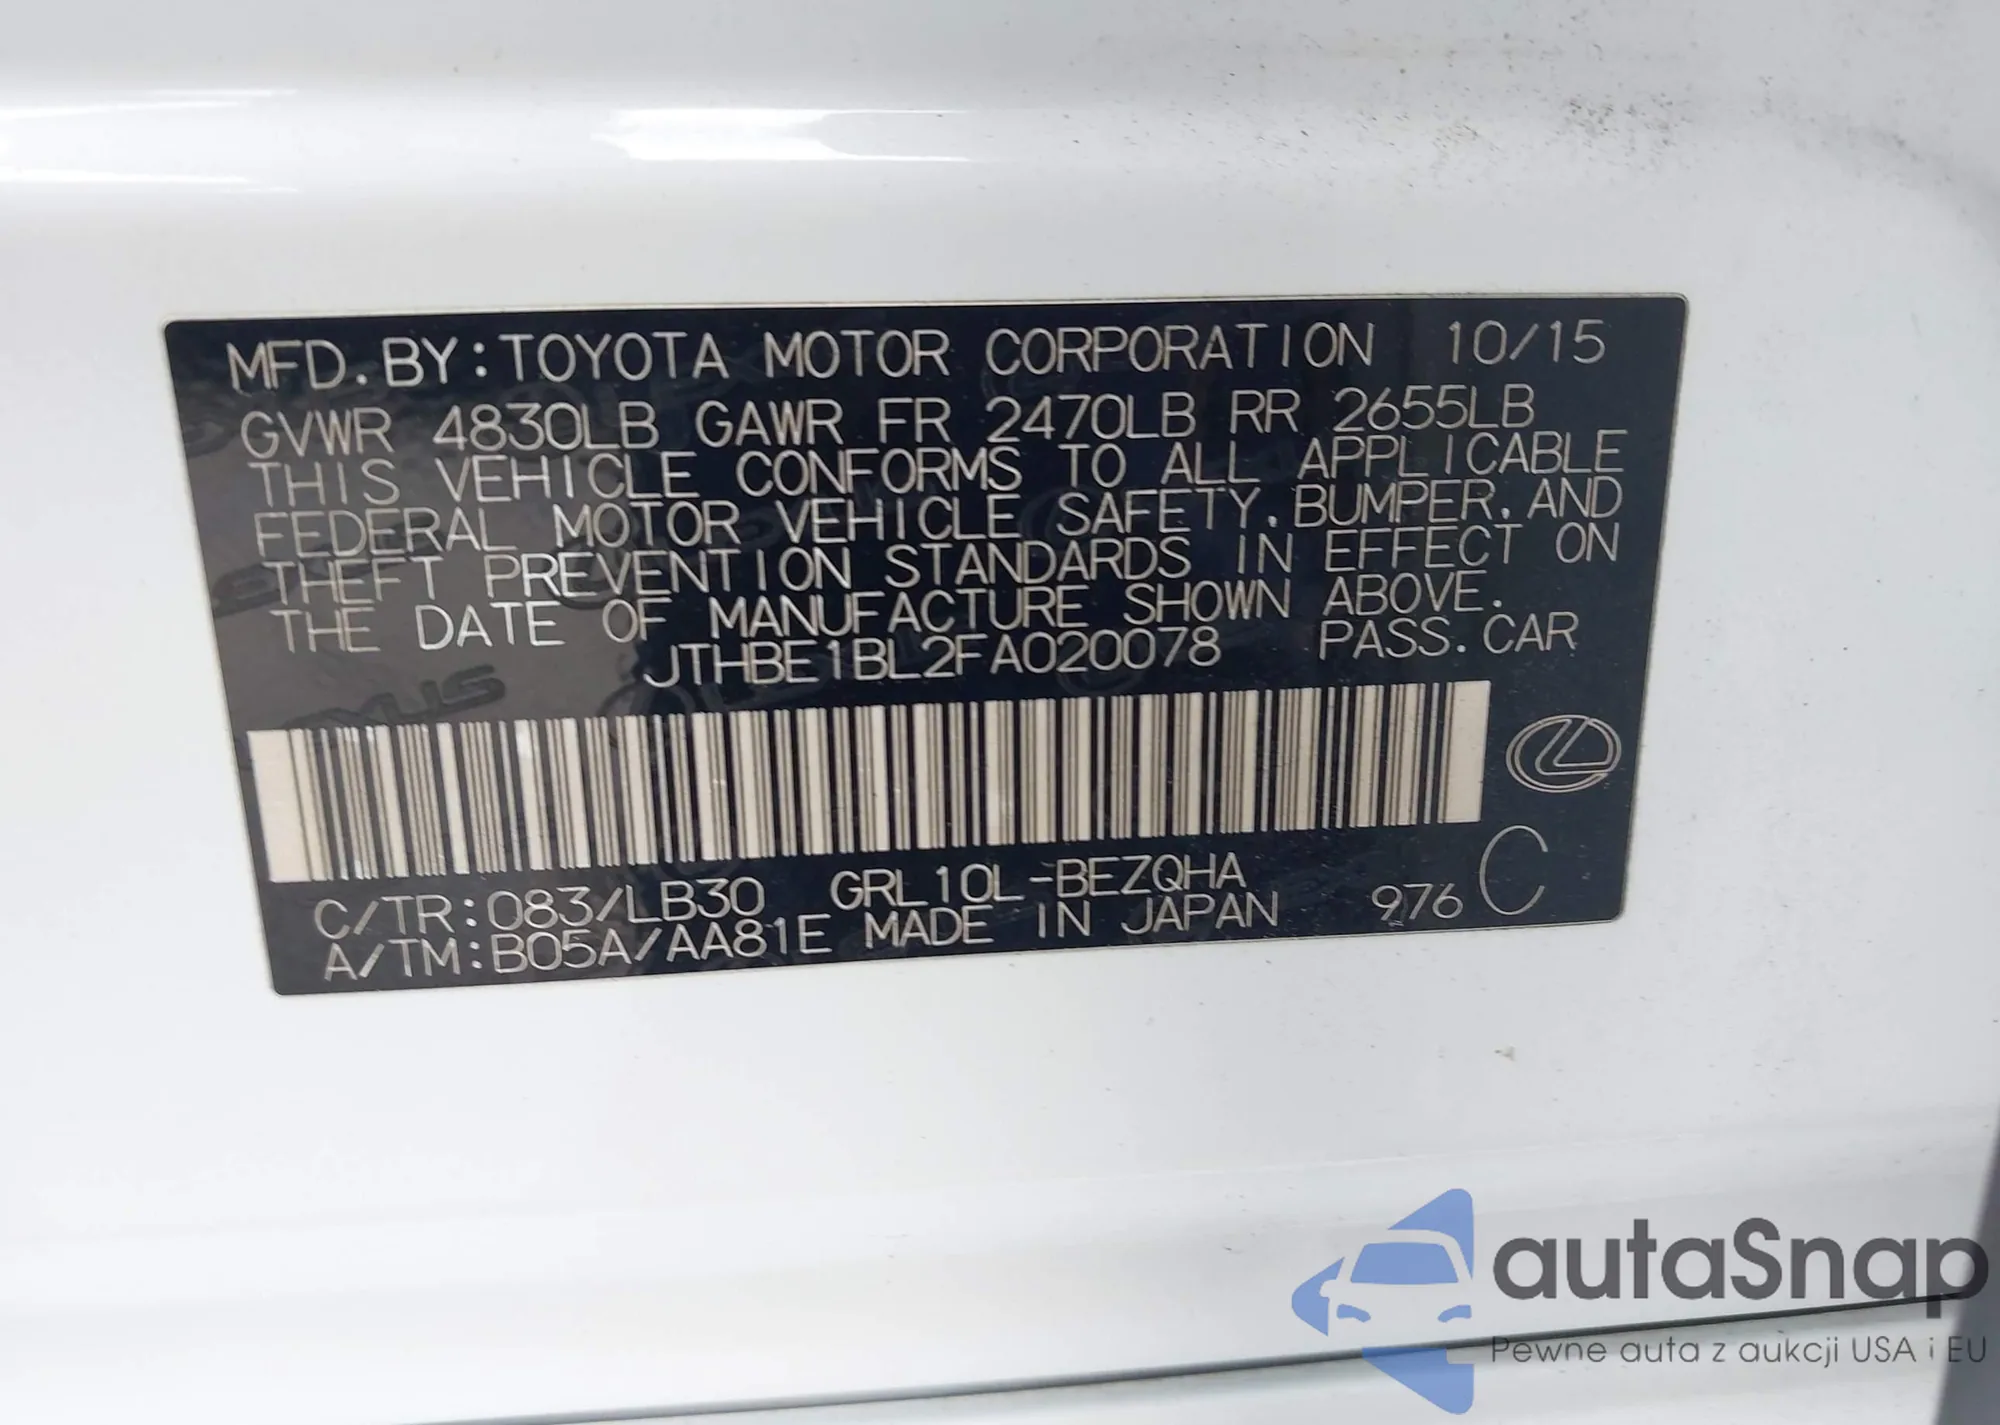 MFD. BY: TOYOTA MOTOR CORPORATION 10/15
GVWR 4830LB GAWR FR 2470LB RR 2655LB
THIS VEHICLE CONFORMS TO ALL APPLICABLE
FEDERAL MOTOR VEHICLE SAFETY, BUMPER, AND
THEFT PREVENTION STANDARDS IN EFFECT ON
THE DATE OF MANUFACTURE SHOWN ABOVE.
JTHBE1BL2FA020078 PASS. CAR
C/TR: 083/LB30 GRL10L-BEZQHA
A/TM: B05A/AA81E MADE IN JAPAN 976 C
autaSnap
Pewne auta z aukcji USA i EU